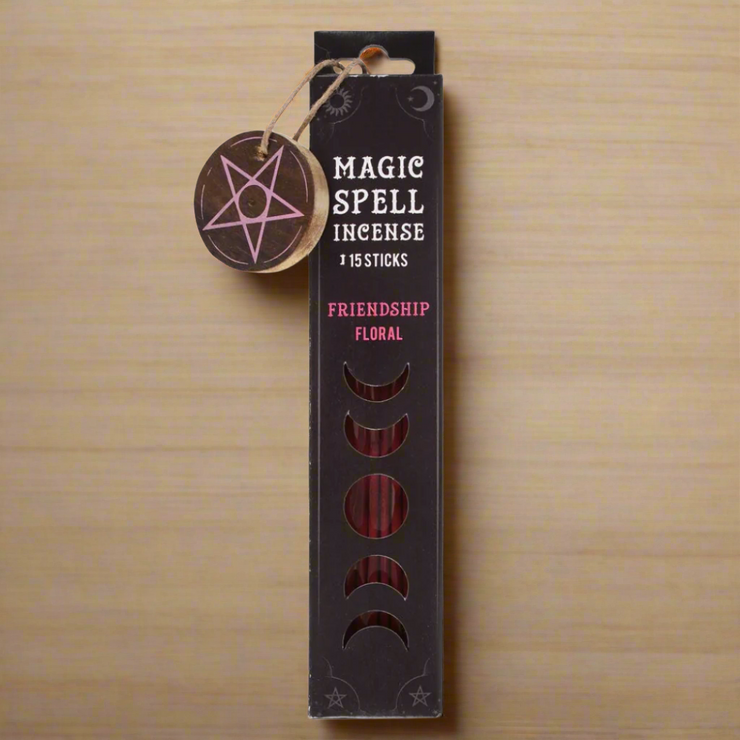 MAGIC
SPELL
INCENSE
15 STICKS
FRIENDSHIP
FLORAL